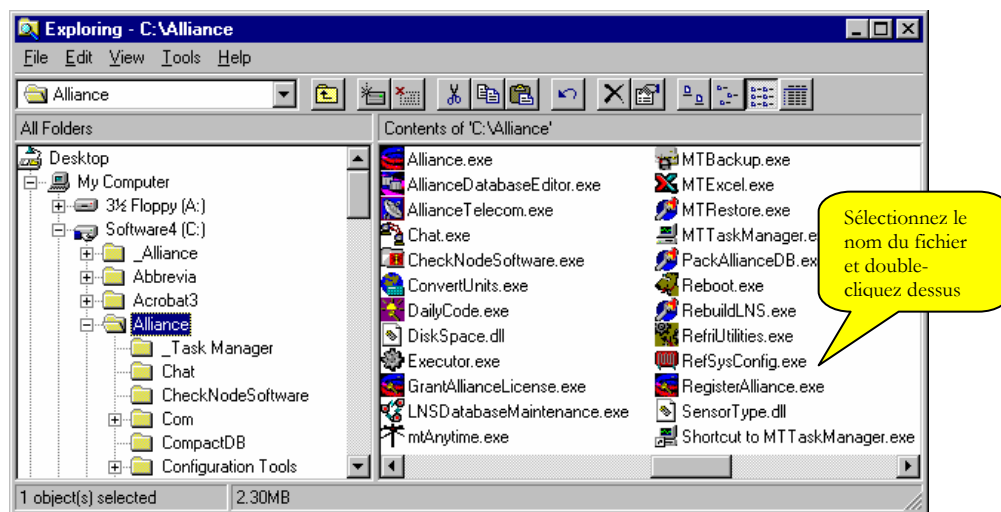 Exploring - C:\Alliance
File Edit View Tools Help
Alliance
All Folders
Contents of 'C:\Alliance'
Desktop
My Computer
3½ Floppy (A:)
Software4 (C:)
_Alliance
Abbrevia
Acrobat3
Alliance
_Task Manager
Chat
CheckNodeSoftware
Com
CompactDB
Configuration Tools
Alliance.exe
AllianceDatabaseEditor.exe
AllianceTelecom.exe
Chat.exe
CheckNodeSoftware.exe
ConvertUnits.exe
DailyCode.exe
DiskSpace.dll
Executor.exe
GrantAllianceLicense.exe
LNSDatabaseMaintenance.exe
mtAnytime.exe
MTBackup.exe
MTExcel.exe
MTRestore.exe
MTTaskManager.e
PackAllianceDB.ex
Reboot.exe
RebuildLNS.exe
RefrilUtilities.exe
RefSysConfig.exe
RegisterAlliance.exe
SensorType.dll
Shortcut to MTTaskManager.exe
Sélectionnez le
nom du fichier
et double-
cliquez dessus
1 object(s) selected
2.30MB